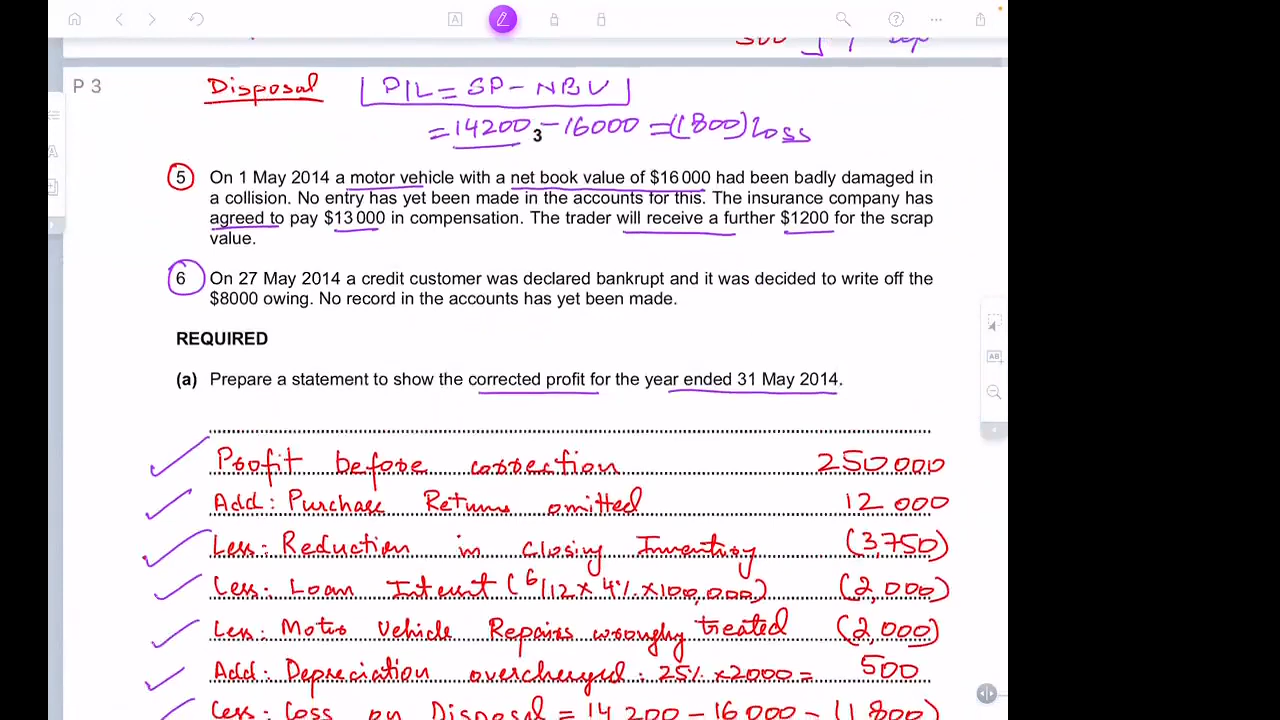 500
P 3
Disposal P/L = SP - NBV
= 14200 - 16000 = (1800) loss
3
5 On 1 May 2014 a motor vehicle with a net book value of $16 000 had been badly damaged in
a collision. No entry has yet been made in the accounts for this. The insurance company has
agreed to pay $13 000 in compensation. The trader will receive a further $1200 for the scrap
value.
6 On 27 May 2014 a credit customer was declared bankrupt and it was decided to write off the
$8000 owing. No record in the accounts has yet been made.
REQUIRED
(a) Prepare a statement to show the corrected profit for the year ended 31 May 2014.
Profit before correction 250000
Add: Purchase Returns omitted 12 000
Less: Reduction in closing Inventory (3,750)
Less: Loan Interest (6/12 x 4% x 100,000) (2,000)
Less: Motor Vehicle Repairs wrongly treated (2,000)
Add: Depreciation overcharged: 25% x 2000 = 500
Less: Loss on Disposal = 14 200 - 16 000 - (1 800)